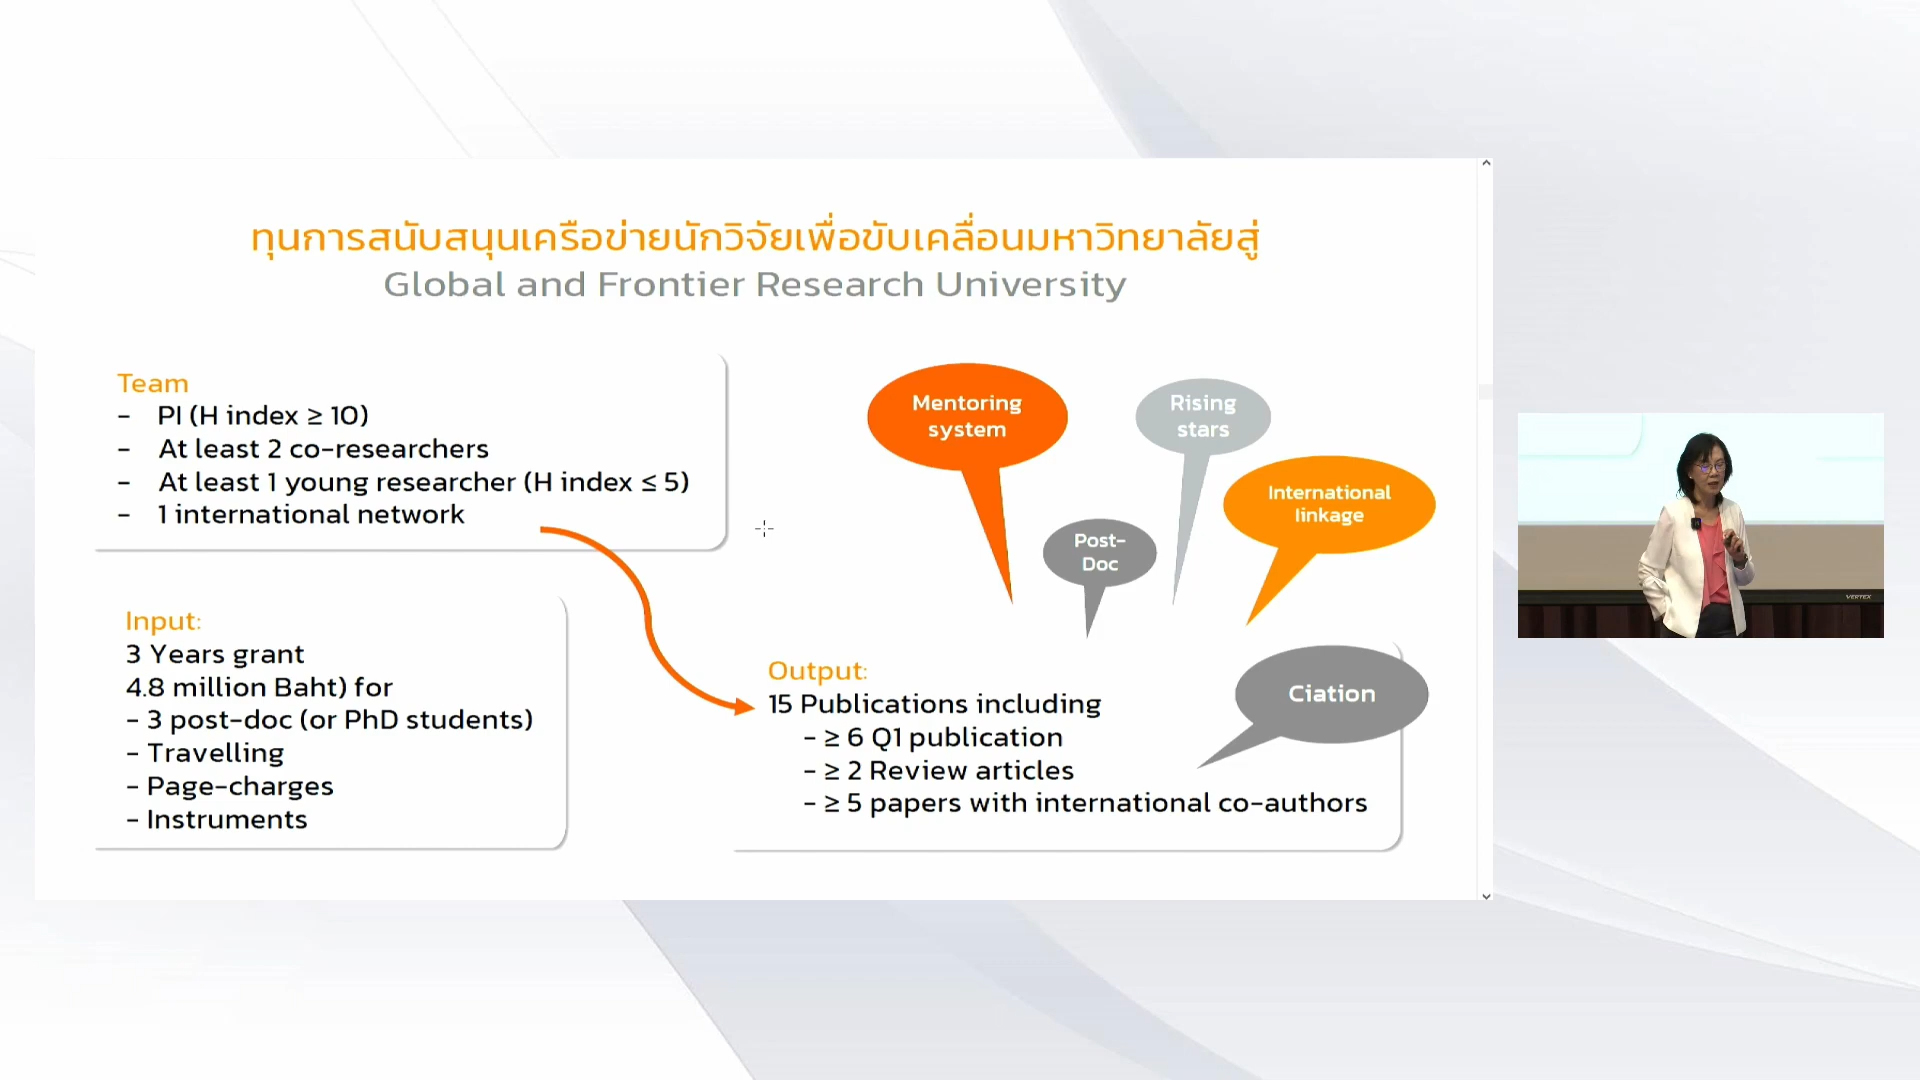 ทุนการสนับสนุนเครือข่ายนักวิจัยเพื่อขับเคลื่อนมหาวิทยาลัยสู่
Global and Frontier Research University
Team
- PI (H index ≥ 10)
- At least 2 co-researchers
- At least 1 young researcher (H index ≤ 5)
- 1 international network
Input:
3 Years grant
4.8 million Baht) for
- 3 post-doc (or PhD students)
- Travelling
- Page-charges
- Instruments
Mentoring
system
Rising
stars
International
linkage
Post-
Doc
Ciation
Output:
15 Publications including
- ≥ 6 Q1 publication
- ≥ 2 Review articles
- ≥ 5 papers with international co-authors
VERTEX